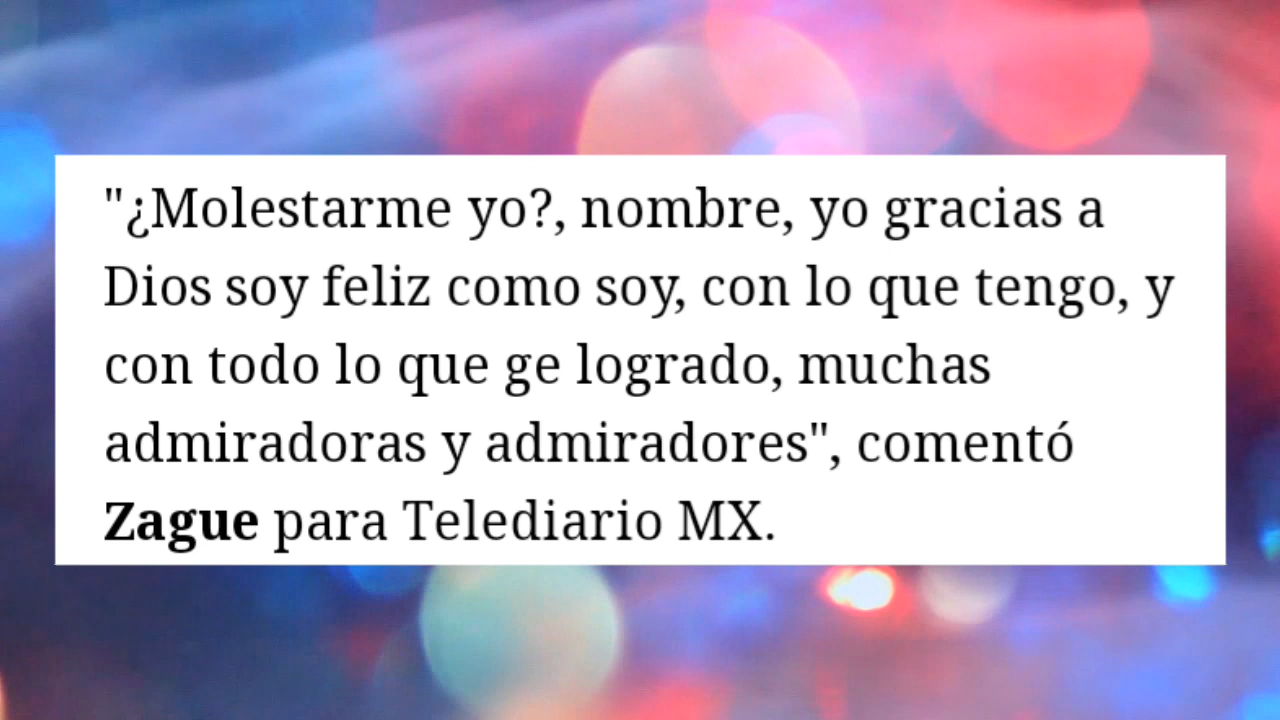 "¿Molestarme yo?, nombre, yo gracias a
Dios soy feliz como soy, con lo que tengo, y
con todo lo que ge logrado, muchas
admiradoras y admiradores", comentó
Zague para Telediario MX.